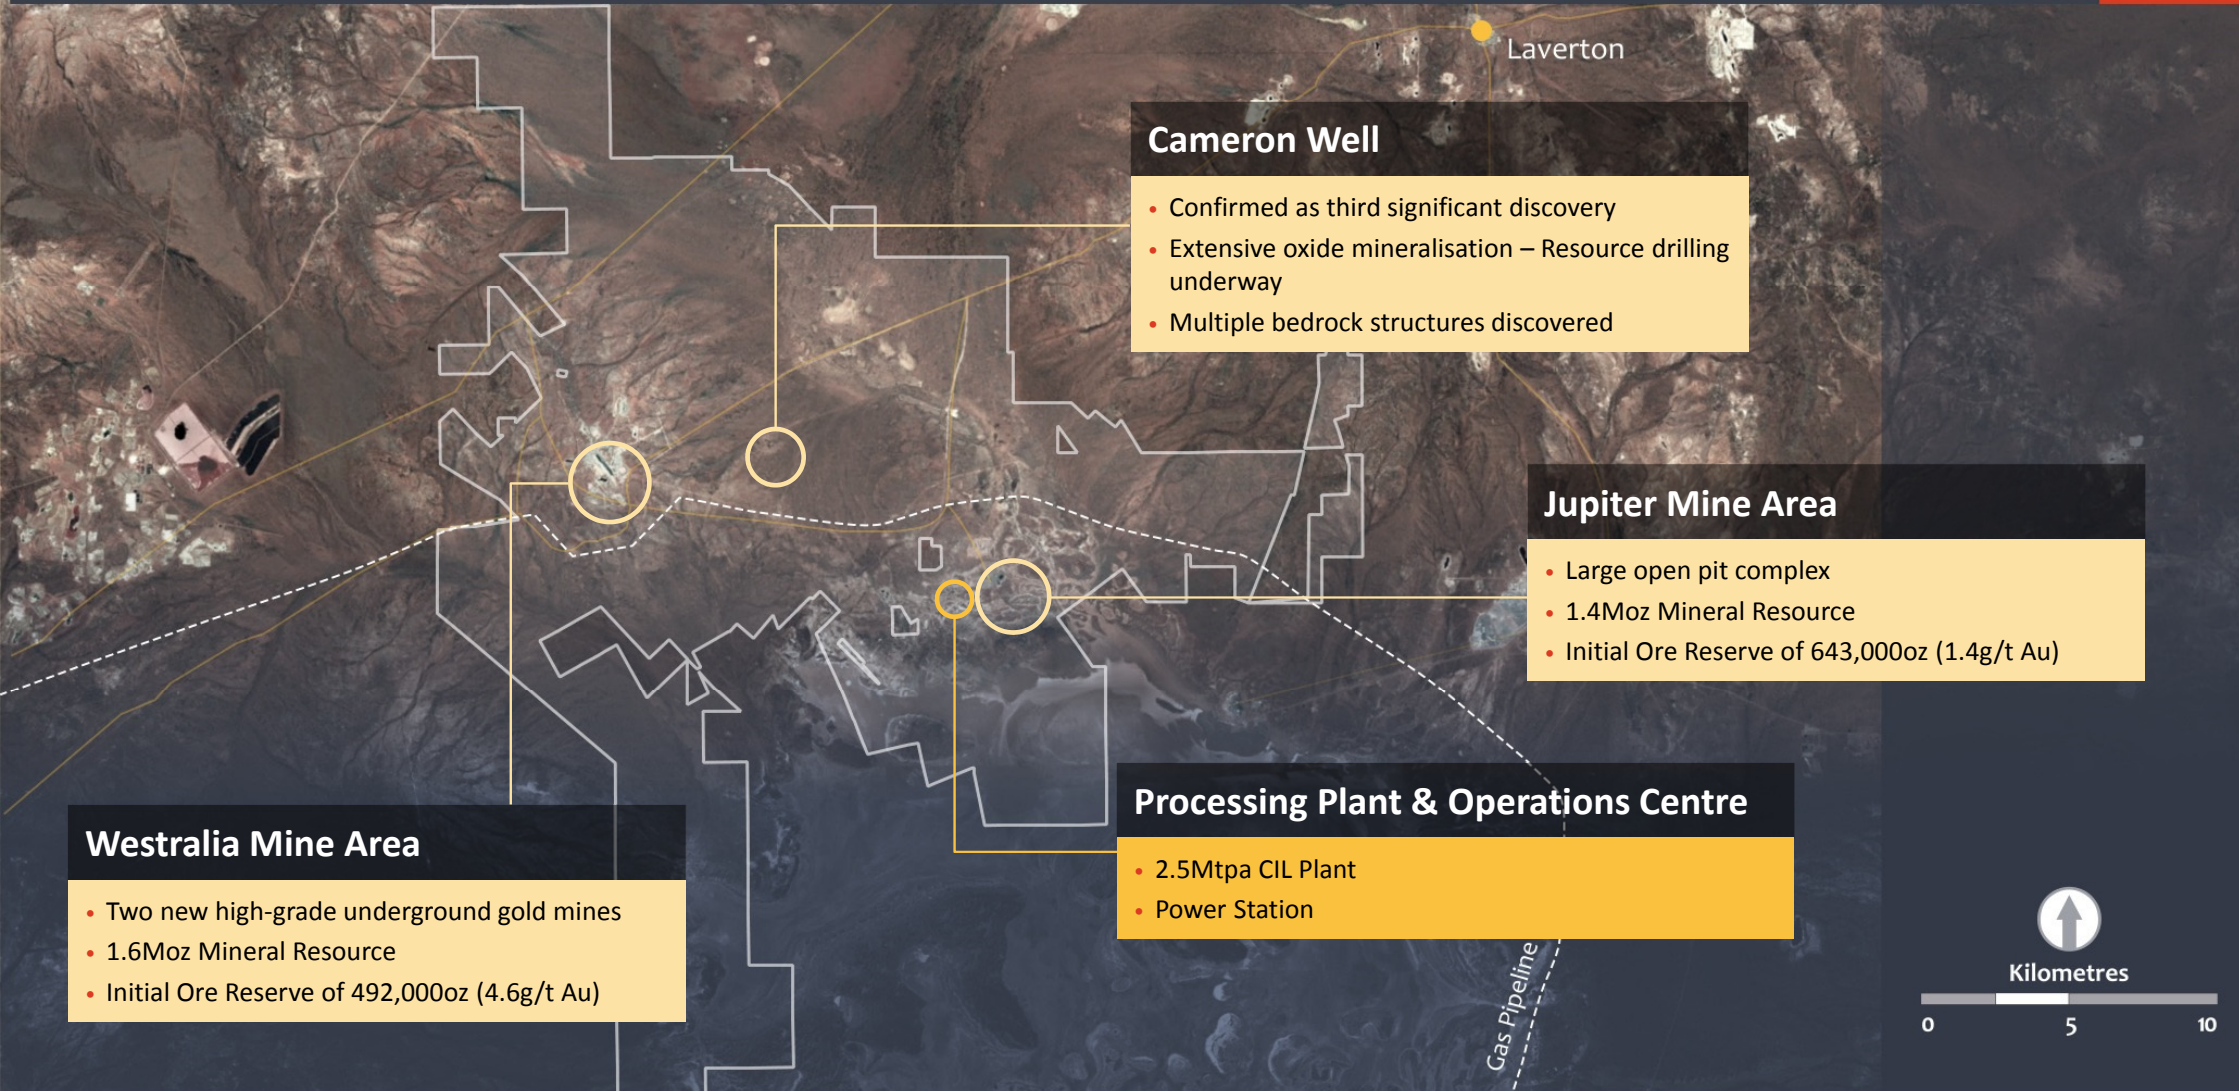 Laverton
Cameron Well
• Confirmed as third significant discovery
• Extensive oxide mineralisation – Resource drilling
underway
• Multiple bedrock structures discovered
Jupiter Mine Area
• Large open pit complex
• 1.4Moz Mineral Resource
• Initial Ore Reserve of 643,000oz (1.4g/t Au)
Processing Plant & Operations Centre
• 2.5Mtpa CIL Plant
• Power Station
Westralia Mine Area
• Two new high-grade underground gold mines
• 1.6Moz Mineral Resource
• Initial Ore Reserve of 492,000oz (4.6g/t Au)
Gas Pipeline
Kilometres
0 5 10